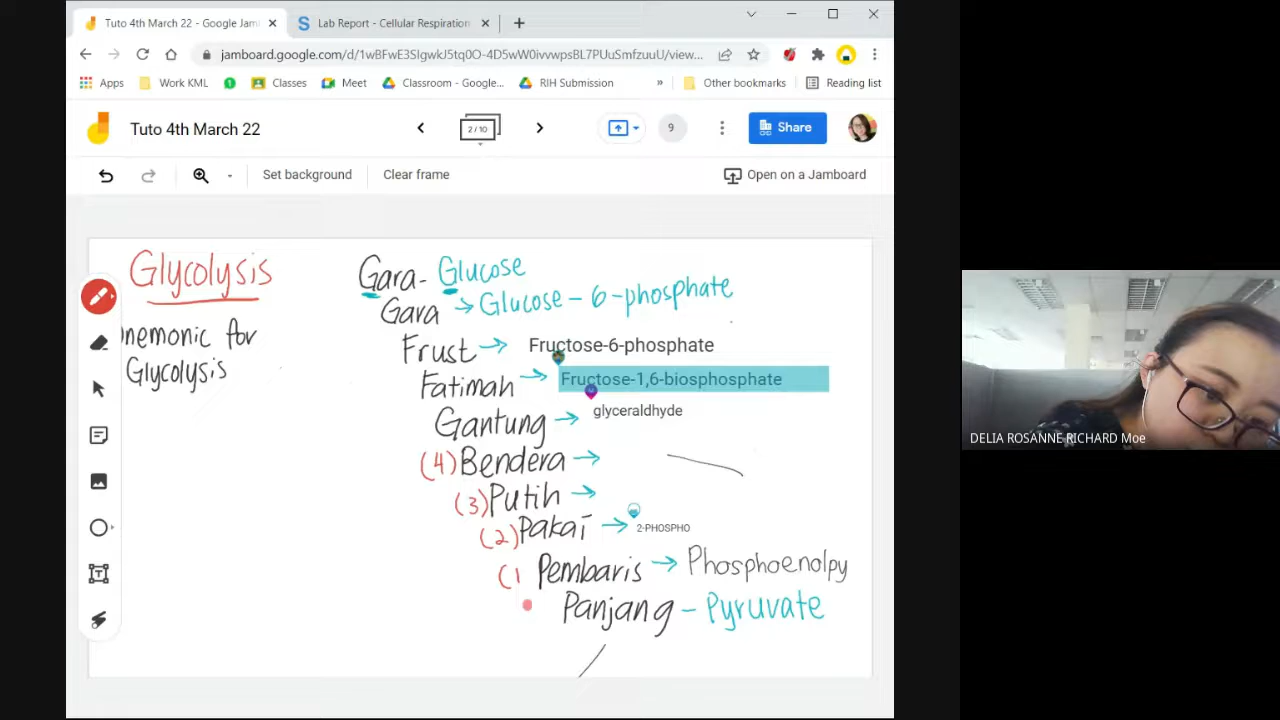 Tuto 4th March 22 - Google Jam
Lab Report - Cellular Respiration
jamboard.google.com/d/1wBFwE3SIgwkJ5tq0O-4D5wW0ivvwpsBL7PUuSmfzuuU/view...
Apps
Work KML
1
Classes
Meet
Classroom - Google...
RIH Submission
»
Other bookmarks
Reading list
Tuto 4th March 22
2 / 10
9
Share
Set background
Clear frame
Open on a Jamboard
Glycolysis
nemonic for
Glycolysis
Gara - Glucose
Gara → Glucose - 6 - phosphate
Frust → Fructose-6-phosphate
Fatimah → Fructose-1,6-biosphosphate
Gantung → glyceraldhyde
(4) Bendera →
(3) Putih →
(2) Pakai → 2-PHOSPHO
(1 Pembaris → Phosphoenolpy
Panjang - Pyruvate
DELIA ROSANNE RICHARD Moe